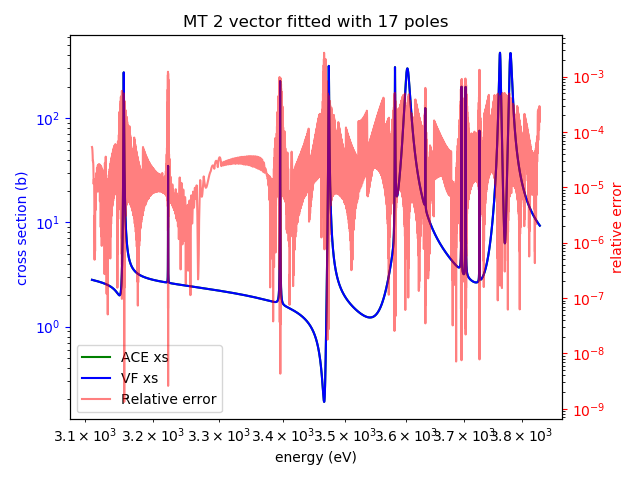 MT 2 vector fitted with 17 poles
cross section (b)
10²
10¹
10⁰
10⁻³
10⁻⁴
10⁻⁵
10⁻⁶
10⁻⁷
10⁻⁸
10⁻⁹
relative error
ACE xs
VF xs
Relative error
3.1 × 10³ 3.2 × 10³ 3.3 × 10³ 3.4 × 10³ 3.5 × 10³ 3.6 × 10³ 3.7 × 10³ 3.8 × 10³
energy (eV)